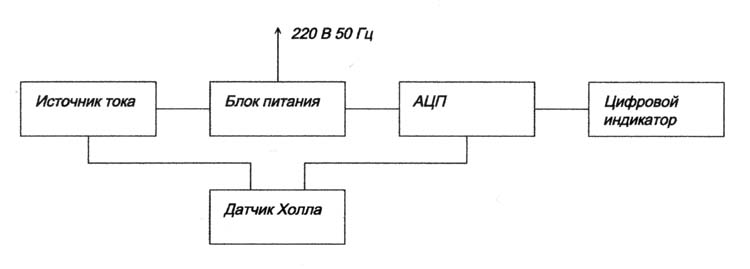 220 В 50 Гц
Источник тока
Блок питания
АЦП
Цифровой
индикатор
Датчик Холла